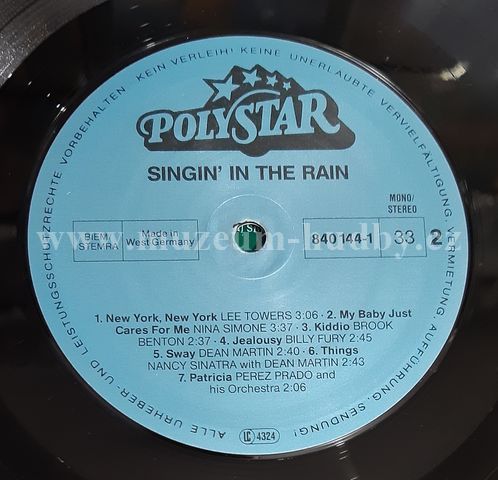 ALLE URHEBER- UND LEISTUNGSSCHUTZRECHTE VORBEHALTEN · KEIN VERLEIH! KEINE UNERLAUBTE VERVIELFÄLTIGUNG, VERMIETUNG, AUFFÜHRUNG, SENDUNG!
POLYSTAR
SINGIN' IN THE RAIN
MONO/
STEREO
BIEM/
STEMRA
Made in
West Germany
840 144-1
33
2
www.muzeum-hudby.cz
1. New York, New York LEE TOWERS 3:06 · 2. My Baby Just
Cares For Me NINA SIMONE 3:37 · 3. Kiddio BROOK
BENTON 2:37 · 4. Jealousy BILLY FURY 2:45
5. Sway DEAN MARTIN 2:40 · 6. Things
NANCY SINATRA with DEAN MARTIN 2:43
7. Patricia PEREZ PRADO and
his Orchestra 2:06
LC 4324